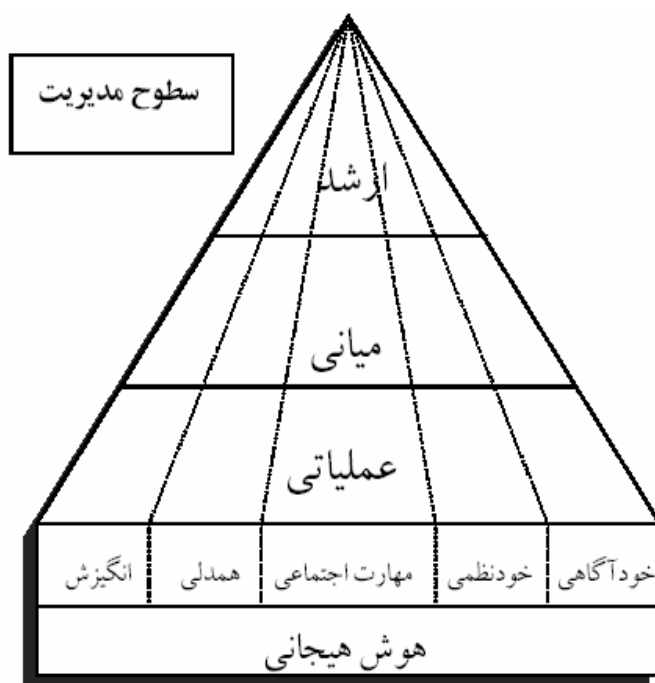 سطوح مدیریت
ارشد
میانی
عملیاتی
خودآگاهی خودنظمی مهارت اجتماعی همدلی انگیزش
هوش هیجانی